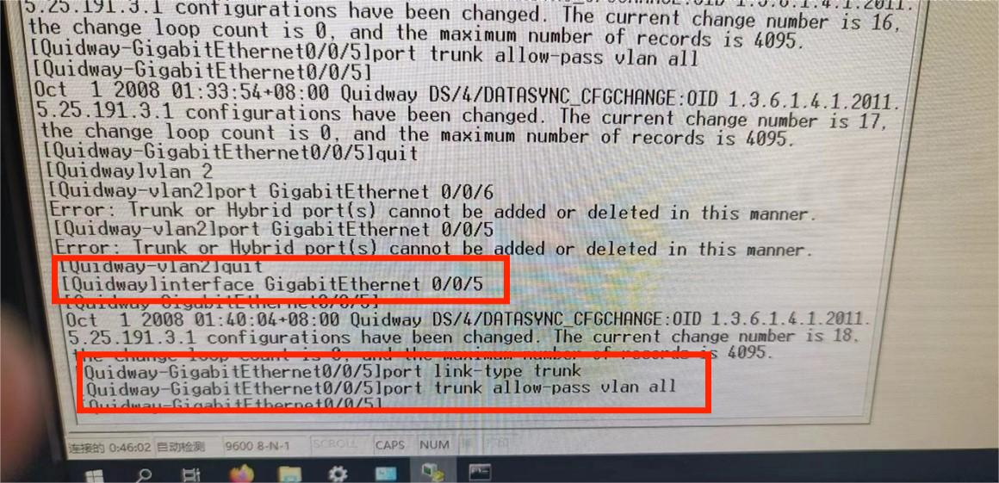 5.25.191.3.1 configurations have been changed. The current change number is 16,
the change loop count is 0, and the maximum number of records is 4095.
[Quidway-GigabitEthernet0/0/5]port trunk allow-pass vlan all
[Quidway-GigabitEthernet0/0/5]
Oct  1 2008 01:33:54+08:00 Quidway DS/4/DATASYNC_CFGCHANGE:OID 1.3.6.1.4.1.2011.
5.25.191.3.1 configurations have been changed. The current change number is 17,
the change loop count is 0, and the maximum number of records is 4095.
[Quidway-GigabitEthernet0/0/5]quit
[Quidway]vlan 2
[Quidway-vlan2]port GigabitEthernet 0/0/6
Error: Trunk or Hybrid port(s) cannot be added or deleted in this manner.
[Quidway-vlan2]port GigabitEthernet 0/0/5
Error: Trunk or Hybrid port(s) cannot be added or deleted in this manner.
[Quidway-vlan2]quit
[Quidway]interface GigabitEthernet 0/0/5
[Quidway-GigabitEthernet0/0/5]
Oct  1 2008 01:40:04+08:00 Quidway DS/4/DATASYNC_CFGCHANGE:OID 1.3.6.1.4.1.2011.
5.25.191.3.1 configurations have been changed. The current change number is 18,
the change loop count is 0, and the maximum number of records is 4095.
[Quidway-GigabitEthernet0/0/5]port link-type trunk
[Quidway-GigabitEthernet0/0/5]port trunk allow-pass vlan all
[Quidway-GigabitEthernet0/0/5]
连接的 0:46:02 自动检测 9600 8-N-1 SCROLL CAPS NUM